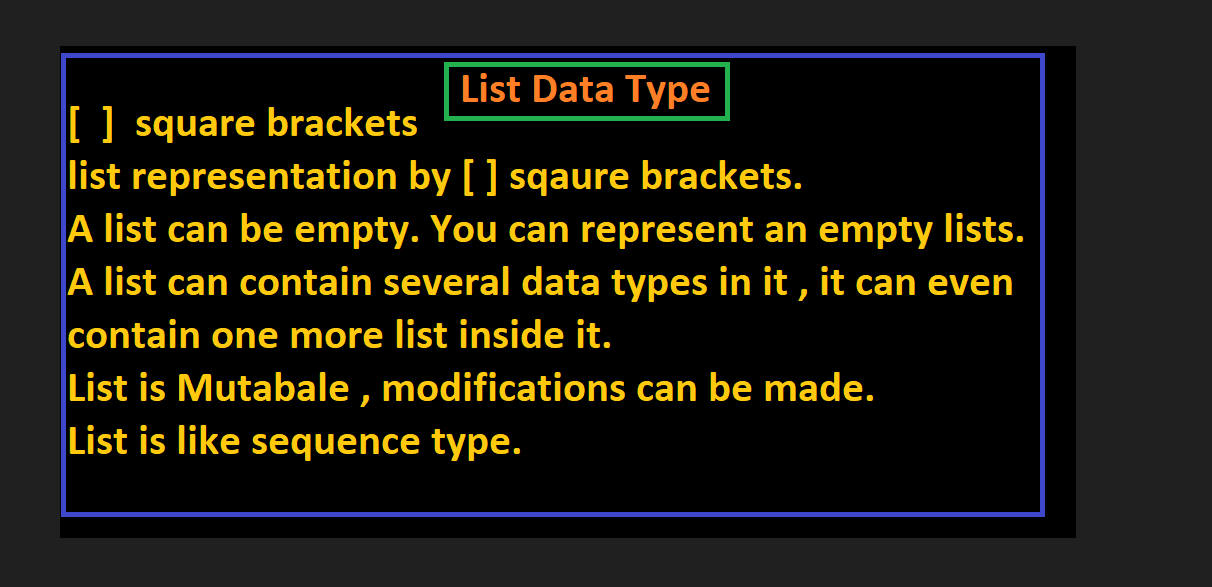 List Data Type
[ ] square brackets
list representation by [ ] sqaure brackets.
A list can be empty. You can represent an empty lists.
A list can contain several data types in it , it can even
contain one more list inside it.
List is Mutabale , modifications can be made.
List is like sequence type.